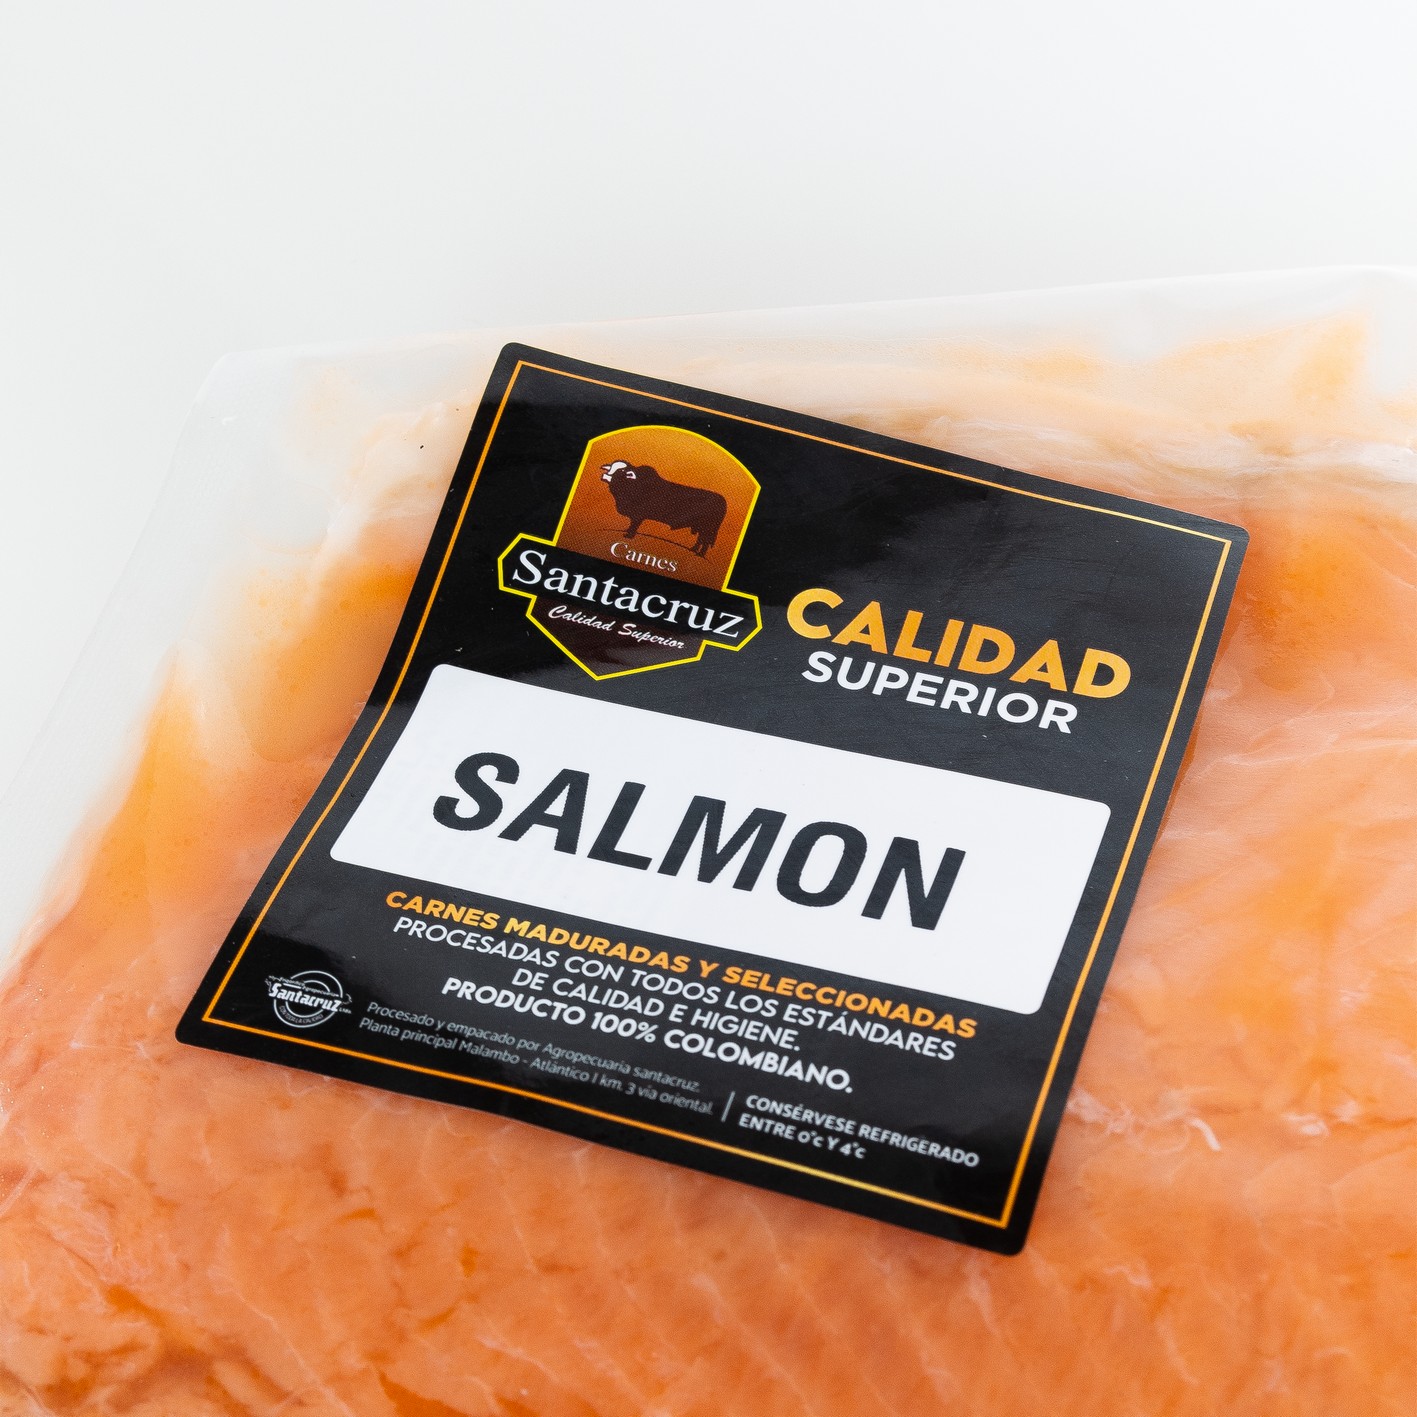 Carnes
Santacruz
Calidad Superior
CALIDAD
SUPERIOR
SALMON
CARNES MADURADAS Y SELECCIONADAS
PROCESADAS CON TODOS LOS ESTÁNDARES
DE CALIDAD E HIGIENE.
PRODUCTO 100% COLOMBIANO.
Santacruz
Procesado y empacado por Agropecuaria santacruz.
Planta principal Malambo - Atlántico 1 km. 3 vía oriental.
CONSÉRVESE REFRIGERADO
ENTRE 0°c Y 4°c